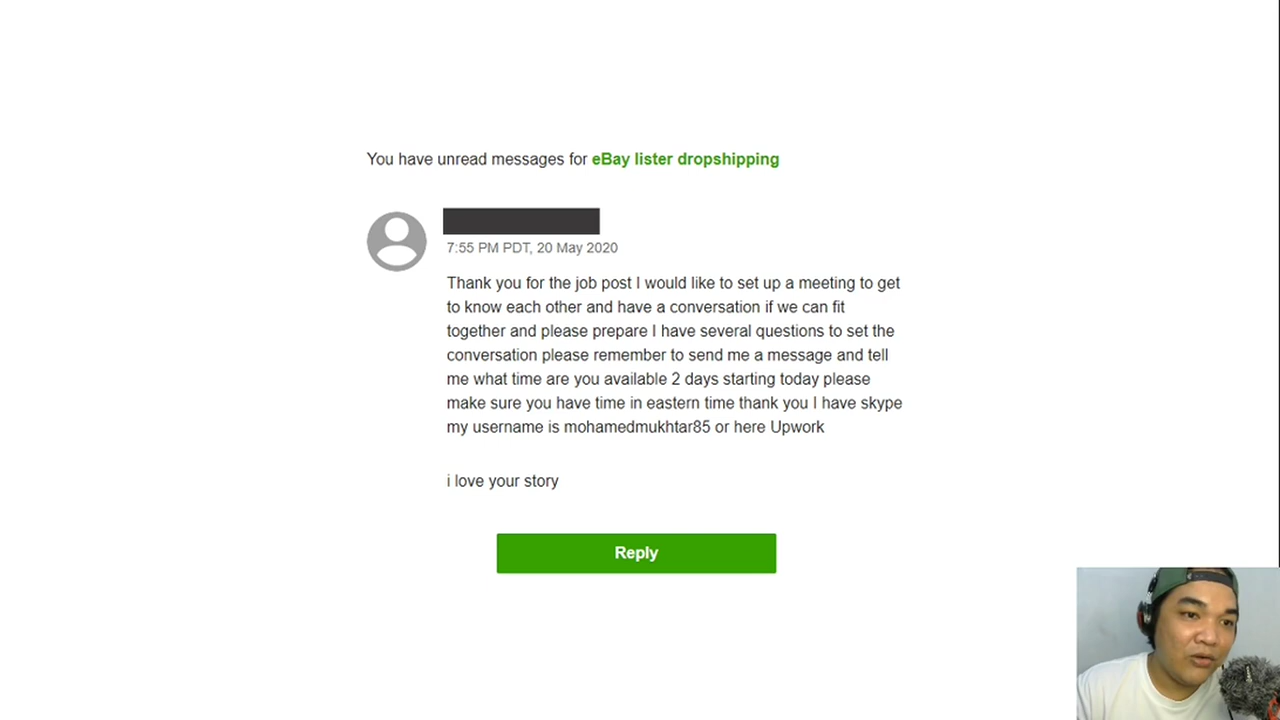 You have unread messages for eBay lister dropshipping
7:55 PM PDT, 20 May 2020
Thank you for the job post I would like to set up a meeting to get
to know each other and have a conversation if we can fit
together and please prepare I have several questions to set the
conversation please remember to send me a message and tell
me what time are you available 2 days starting today please
make sure you have time in eastern time thank you I have skype
my username is mohamedmukhtar85 or here Upwork
i love your story
Reply